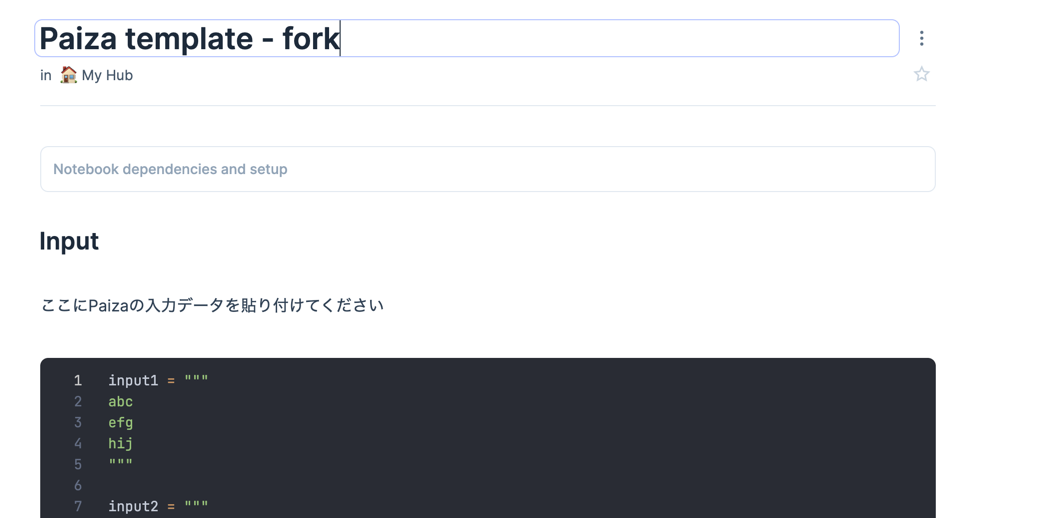 Paiza template - fork
in 🏠 My Hub
Notebook dependencies and setup
Input
ここにPaizaの入力データを貼り付けてください
1 input1 = """
2 abc
3 efg
4 hij
5 """
6
7 input2 = """